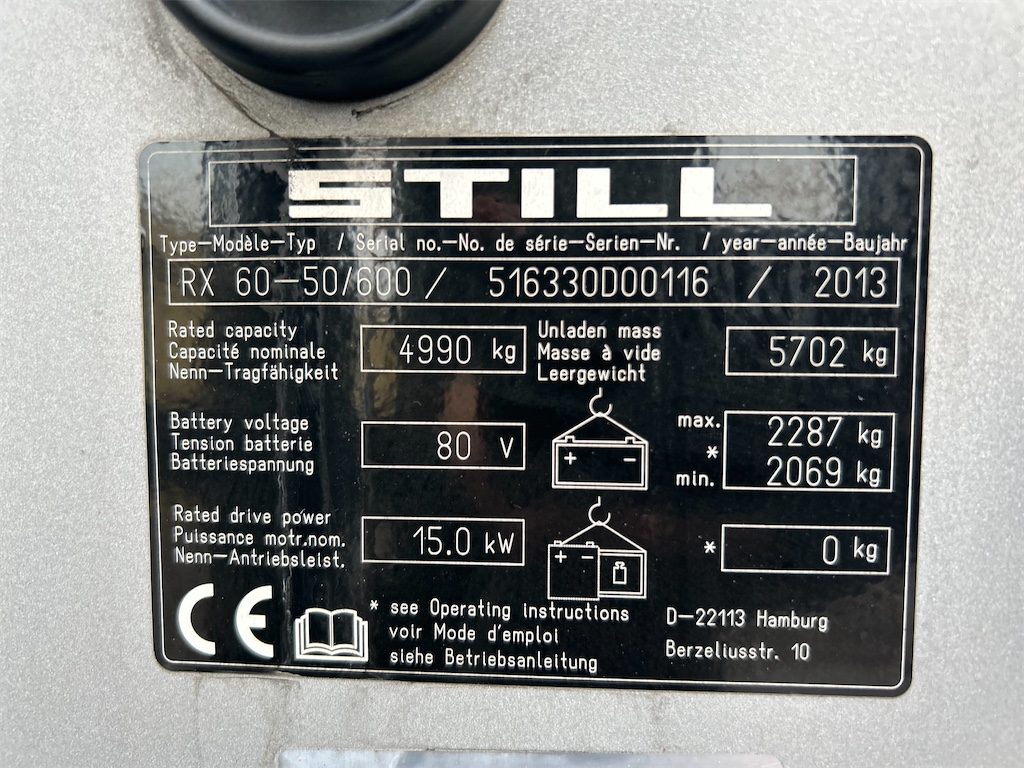 STILL
Type-Modèle-Typ / Serial no.-No. de série-Serien-Nr. / year-année-Baujahr
RX 60-50/600 / 516330D00116 / 2013
Rated capacity
Capacité nominale
Nenn-Tragfähigkeit
4990 kg
Unladen mass
Masse à vide
Leergewicht
5702 kg
Battery voltage
Tension batterie
Batteriespannung
80 V
+ -
max.
*
min.
2287 kg
2069 kg
Rated drive power
Puissance motr.nom.
Nenn-Antriebsleist.
15.0 kW
+ -
* 0 kg
CE
* see Operating instructions
voir Mode d'emploi
siehe Betriebsanleitung
D-22113 Hamburg
Berzeliusstr. 10